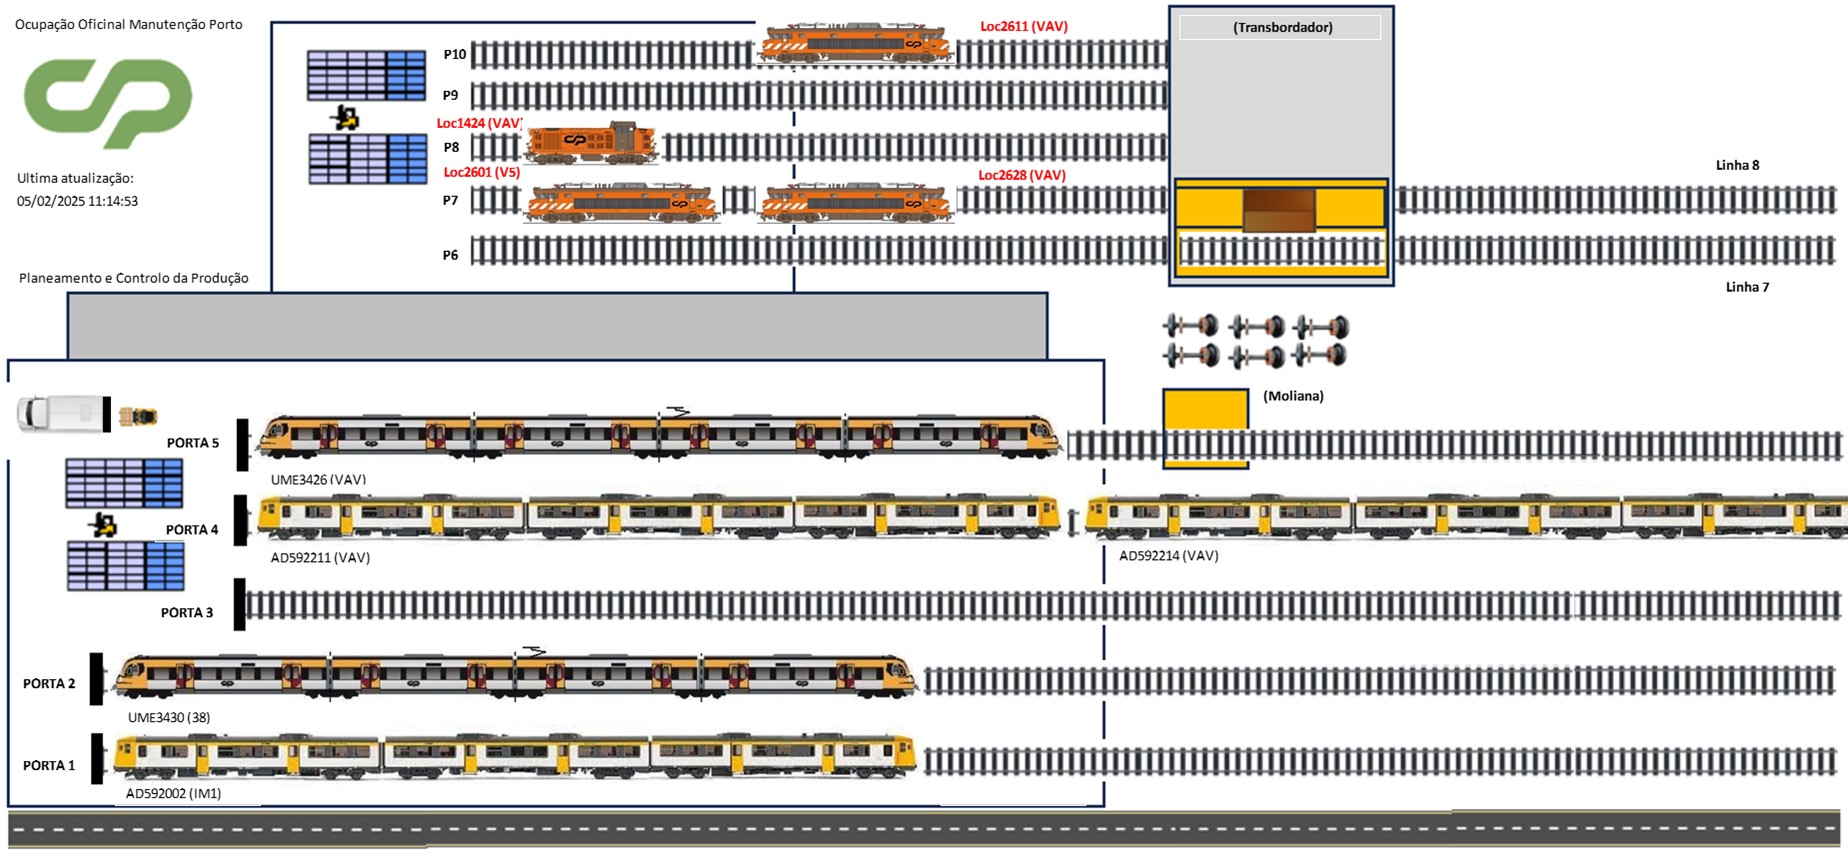 Ocupação Oficinal Manutenção Porto
CP
Ultima atualização:
05/02/2025 11:14:53
Planeamento e Controlo da Produção
Loc2611 (VAV)
P10
P9
Loc1424 (VAV)
P8
Loc2601 (V5)
Loc2628 (VAV)
P7
P6
(Transbordador)
Linha 8
Linha 7
(Moliana)
PORTA 5
UME3426 (VAV)
PORTA 4
AD592211 (VAV)
AD592214 (VAV)
PORTA 3
PORTA 2
UME3430 (38)
PORTA 1
AD592002 (IM1)